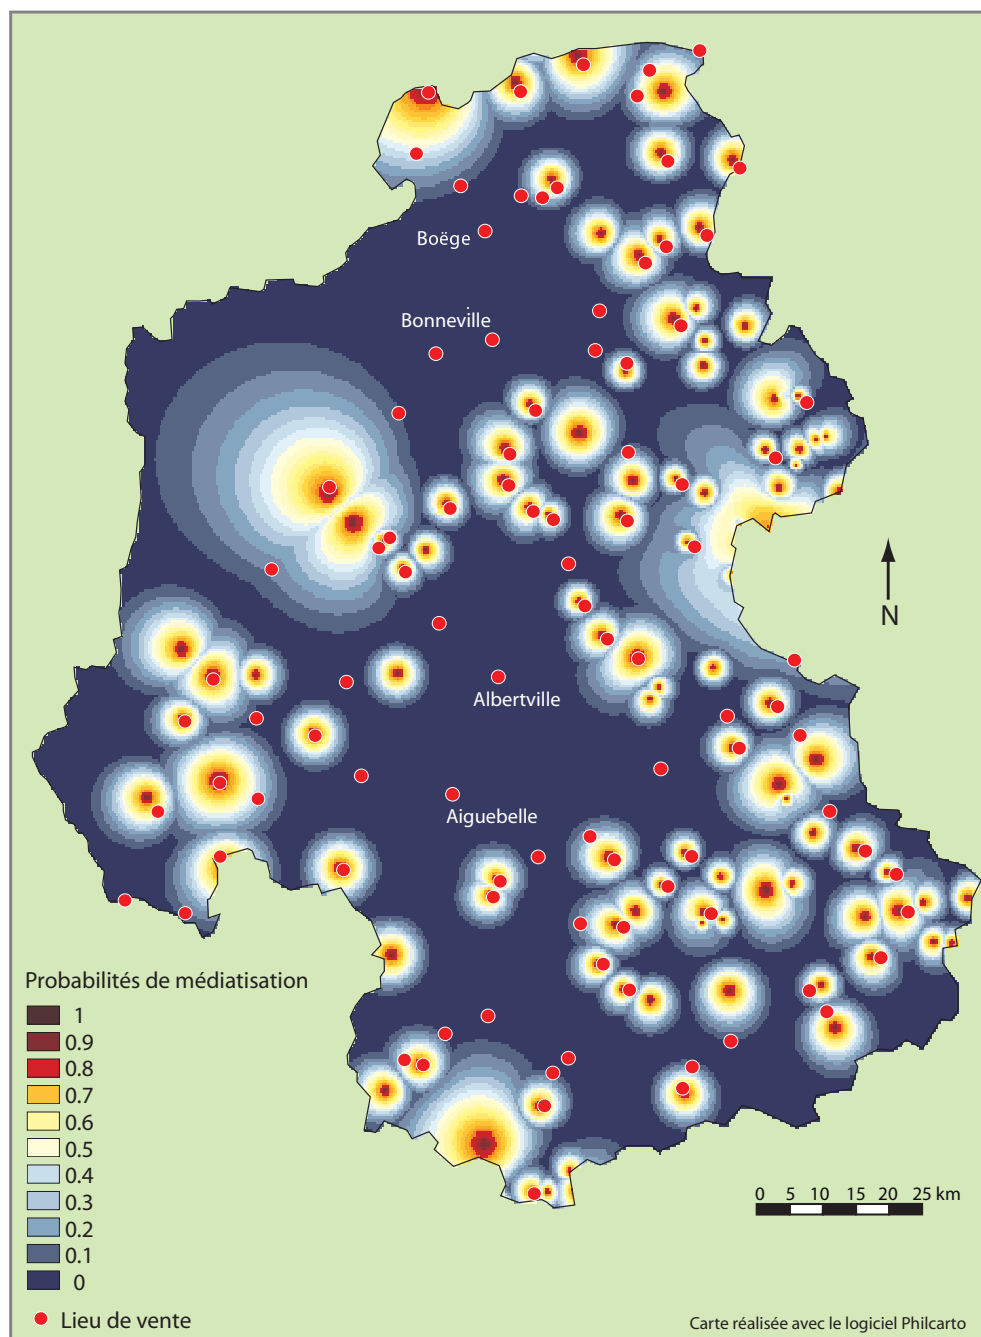 Boëge
Bonneville
N
Albertville
Aiguebelle
Probabilités de médiatisation
1
0.9
0.8
0.7
0.6
0.5
0.4
0.3
0.2
0.1
0
0 5 10 15 20 25 km
Lieu de vente
Carte réalisée avec le logiciel Philcarto